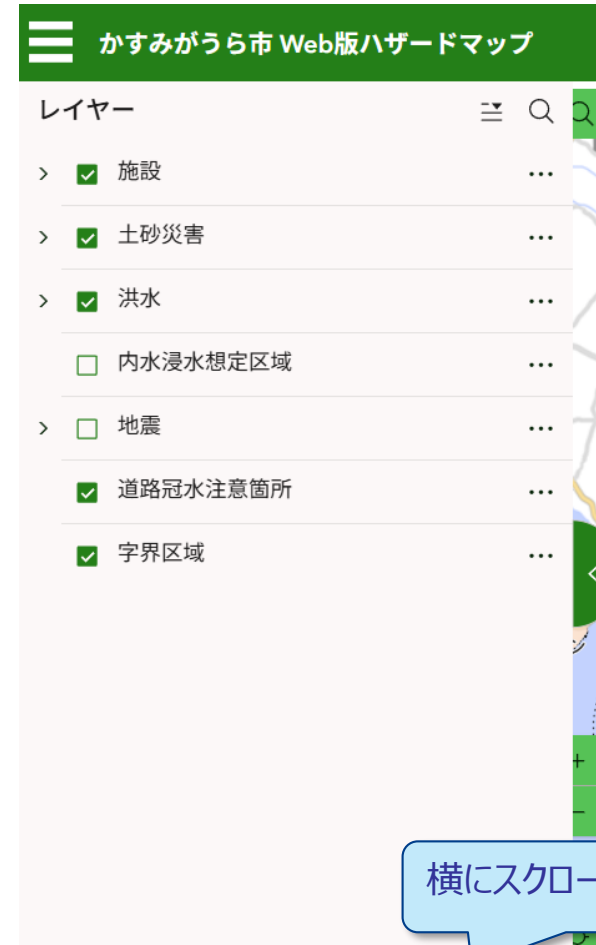 かすみがうら市 Web版ハザードマップ
レイヤー
施設
土砂災害
洪水
内水浸水想定区域
地震
道路冠水注意箇所
字界区域
横にスクロー